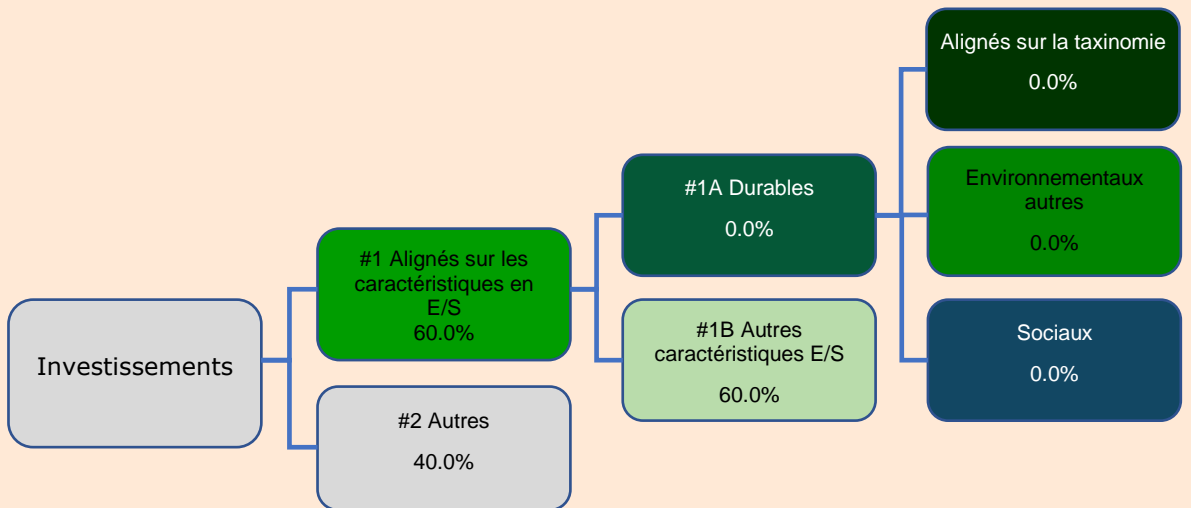 Investissements
#1 Alignés sur les
caractéristiques en
E/S
60.0%
#2 Autres
40.0%
#1A Durables
0.0%
#1B Autres
caractéristiques E/S
60.0%
Alignés sur la taxinomie
0.0%
Environnementaux
autres
0.0%
Sociaux
0.0%